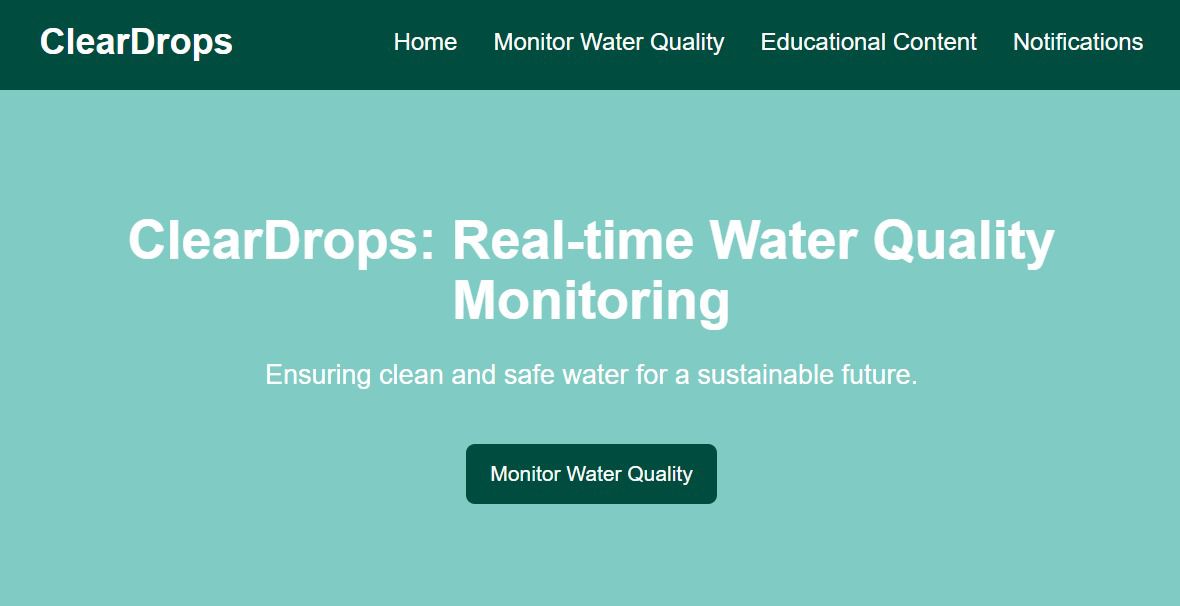 ClearDrops
Home Monitor Water Quality Educational Content Notifications
ClearDrops: Real-time Water Quality
Monitoring
Ensuring clean and safe water for a sustainable future.
Monitor Water Quality